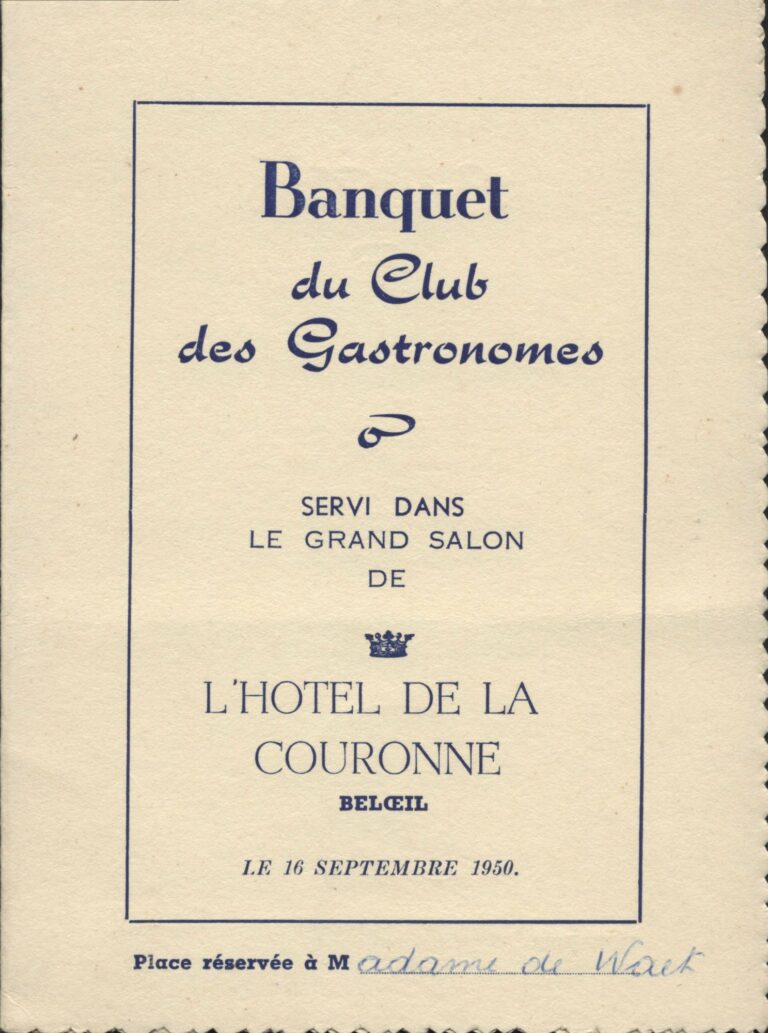 Banquet
du Club
des Gastronomes
SERVI DANS
LE GRAND SALON
DE
L'HOTEL DE LA
COURONNE
BELŒIL
LE 16 SEPTEMBRE 1950.
Place réservée à Madame de Waet